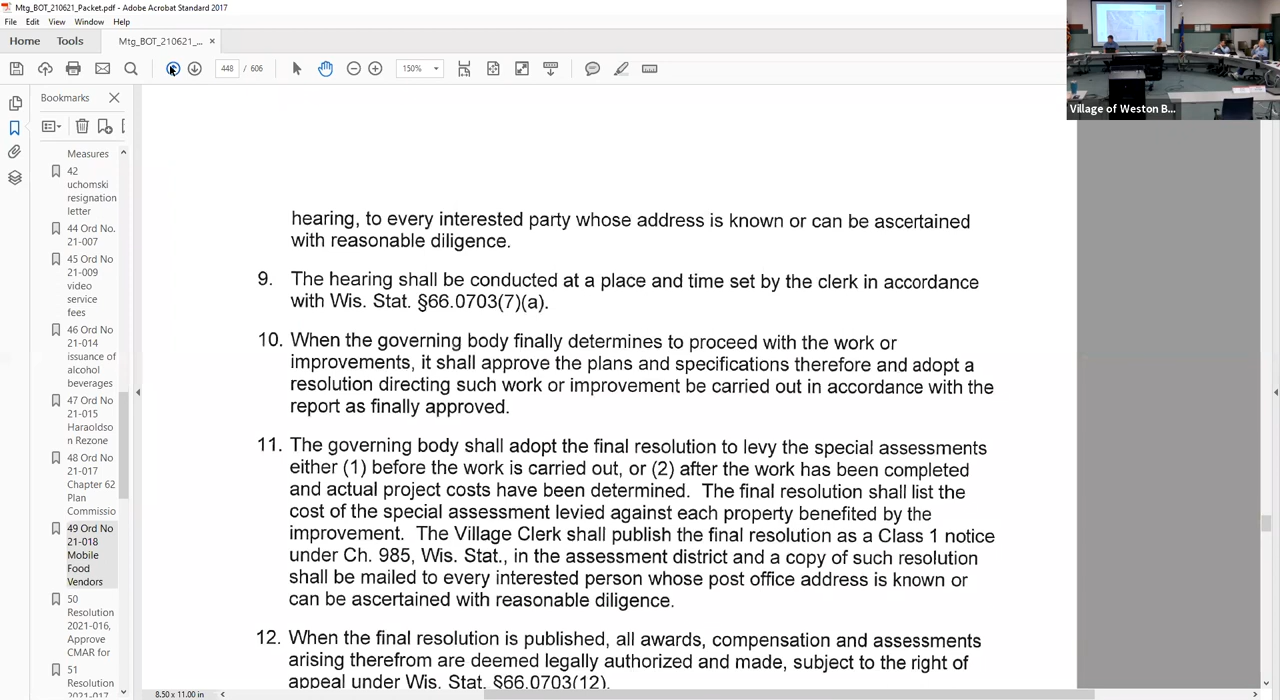 Mtg_BOT_210621_Packet.pdf - Adobe Acrobat Standard 2017
File Edit View Window Help
Home Tools Mtg_BOT_210621_... ×
448 / 606 150%
Bookmarks
Measures
42
uchomski
resignation
letter
44 Ord No.
21-007
45 Ord No
21-009
video
service
fees
46 Ord No
21-014
issuance of
alcohol
beverages
47 Ord No
21-015
Haraoldso
n Rezone
48 Ord No
21-017
Chapter 62
Plan
Commissio
49 Ord No
21-018
Mobile
Food
Vendors
50
Resolution
2021-016,
Approve
CMAR for
51
Resolution
2021-017
8.50 x 11.00 in
Village of Weston B...
hearing, to every interested party whose address is known or can be ascertained
with reasonable diligence.
9. The hearing shall be conducted at a place and time set by the clerk in accordance
with Wis. Stat. §66.0703(7)(a).
10. When the governing body finally determines to proceed with the work or
improvements, it shall approve the plans and specifications therefore and adopt a
resolution directing such work or improvement be carried out in accordance with the
report as finally approved.
11. The governing body shall adopt the final resolution to levy the special assessments
either (1) before the work is carried out, or (2) after the work has been completed
and actual project costs have been determined. The final resolution shall list the
cost of the special assessment levied against each property benefited by the
improvement. The Village Clerk shall publish the final resolution as a Class 1 notice
under Ch. 985, Wis. Stat., in the assessment district and a copy of such resolution
shall be mailed to every interested person whose post office address is known or
can be ascertained with reasonable diligence.
12. When the final resolution is published, all awards, compensation and assessments
arising therefrom are deemed legally authorized and made, subject to the right of
appeal under Wis. Stat. §66.0703(12).